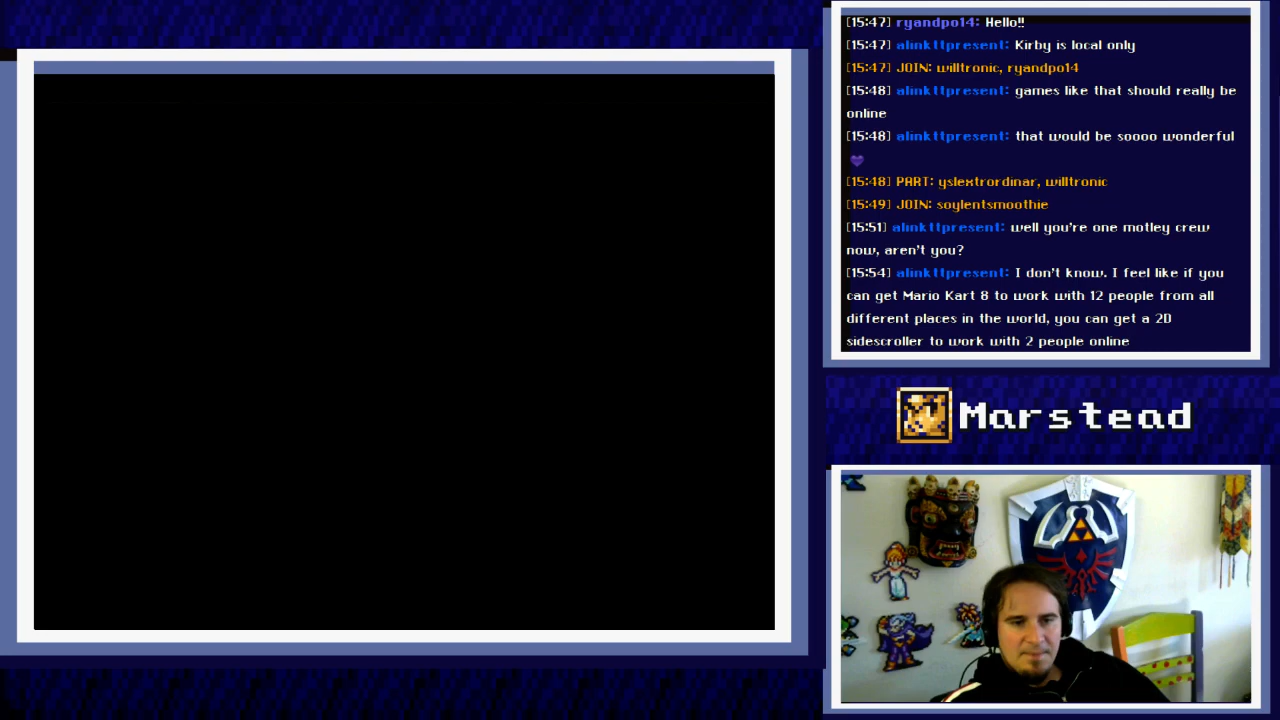 [15:47] ryandpo14: Hello!!
[15:47] alinkttpresent: Kirby is local only
[15:47] JOIN: willtronic, ryandpo14
[15:48] alinkttpresent: games like that should really be
online
[15:48] alinkttpresent: that would be soooo wonderful
[15:48] PART: yslextrordinar, willtronic
[15:49] JOIN: soylentsmoothie
[15:51] alinkttpresent: well you're one motley crew
now, aren't you?
[15:54] alinkttpresent: I don't know. I feel like if you
can get Mario Kart 8 to work with 12 people from all
different places in the world, you can get a 2D
sidescroller to work with 2 people online
Marstead